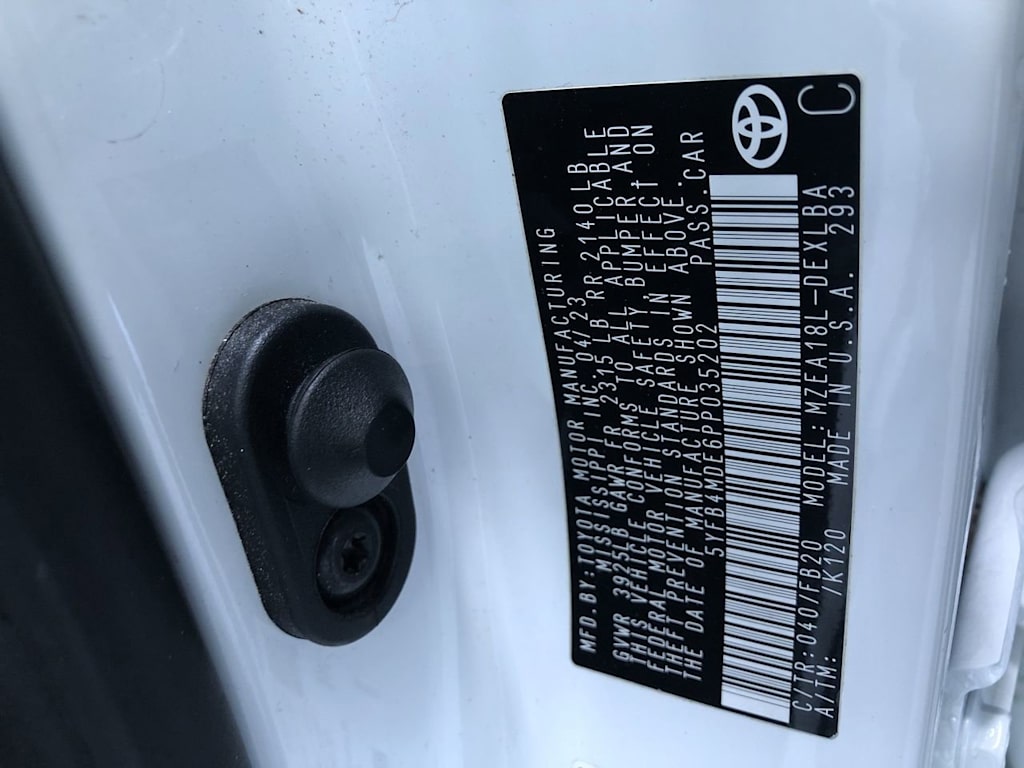 MFD. BY: TOYOTA MOTOR MANUFACTURING
MISSISSIPPI INC. 04/23
GVWR 3925LB GAWR FR 2315 LB RR 2140LB
THIS VEHICLE CONFORMS TO ALL APPLICABLE
FEDERAL MOTOR VEHICLE SAFETY, BUMPER, AND
THEFT PREVENTION STANDARDS IN EFFECT ON
THE DATE OF MANUFACTURE SHOWN ABOVE.
5YFB4MDE6PP035202 PASS.CAR
C/TR:040/FB20 MODEL:MZEA18L-DEXLBA
A/TM: /K120 MADE IN U.S.A. 293
C